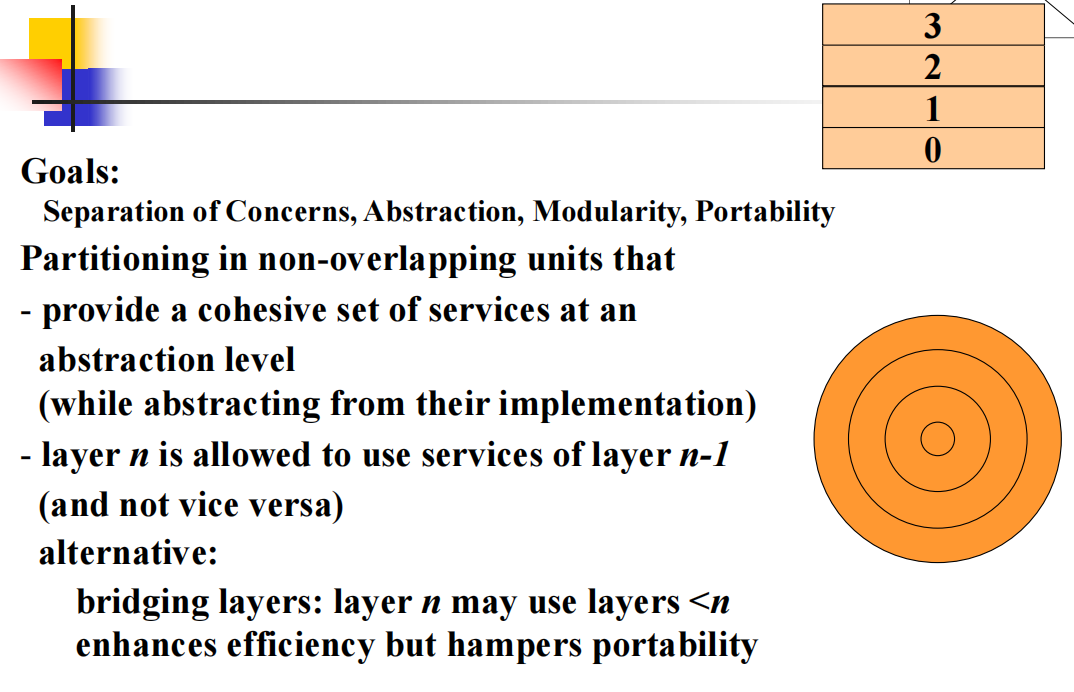 3
2
1
0
Goals:
Separation of Concerns, Abstraction, Modularity, Portability
Partitioning in non-overlapping units that
- provide a cohesive set of services at an
abstraction level
(while abstracting from their implementation)
- layer n is allowed to use services of layer n-1
(and not vice versa)
alternative:
bridging layers: layer n may use layers <n
enhances efficiency but hampers portability